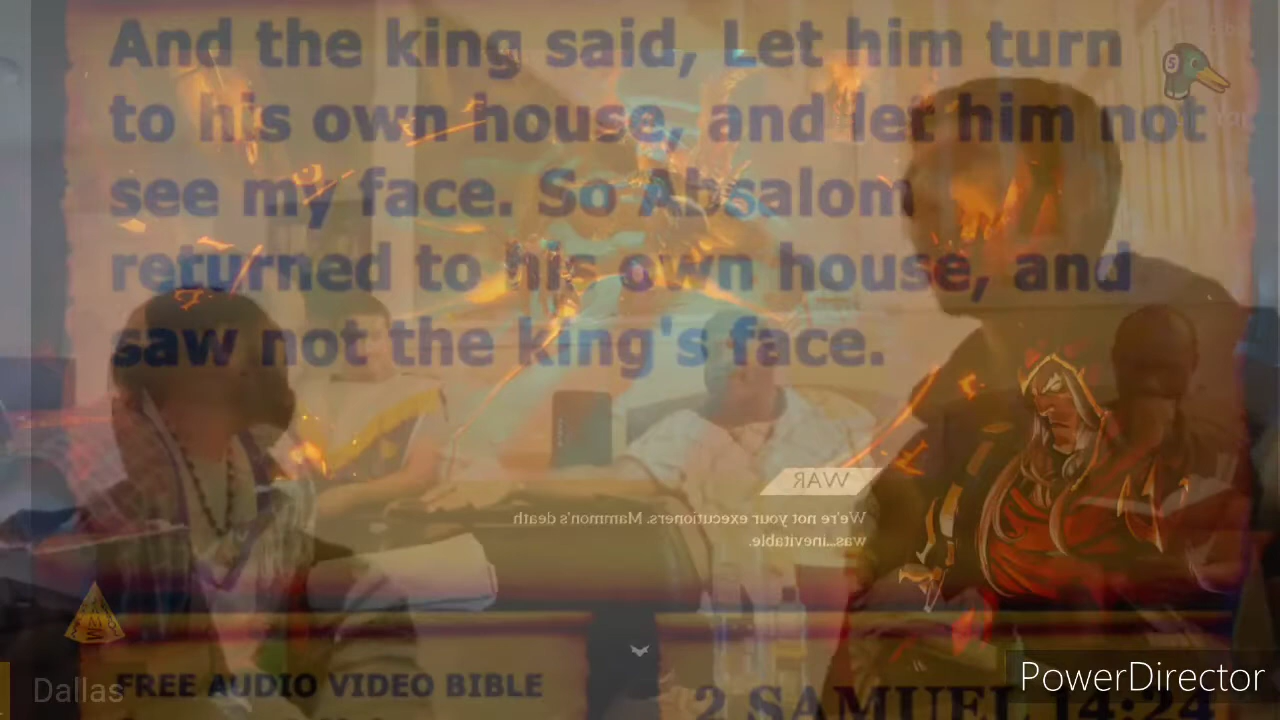 And the king said, Let him turn
to his own house, and let him not
see my face. So Absalom
returned to his own house, and
saw not the king's face.
WAR
We're not your executioners. Mammon's death
was...inevitable.
Dallas
FREE AUDIO VIDEO BIBLE
2 SAMUEL 14:24
PowerDirector